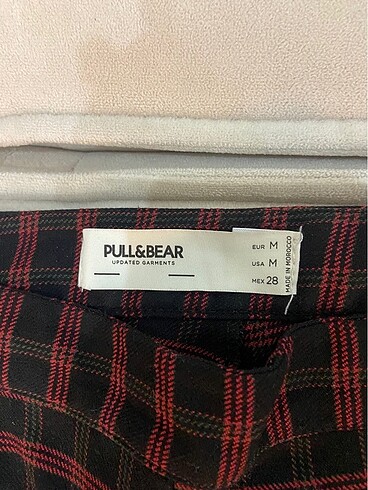 PULL&BEAR
UPDATED GARMENTS
EUR M
USA M
MEX 28
MADE IN MOROCCO